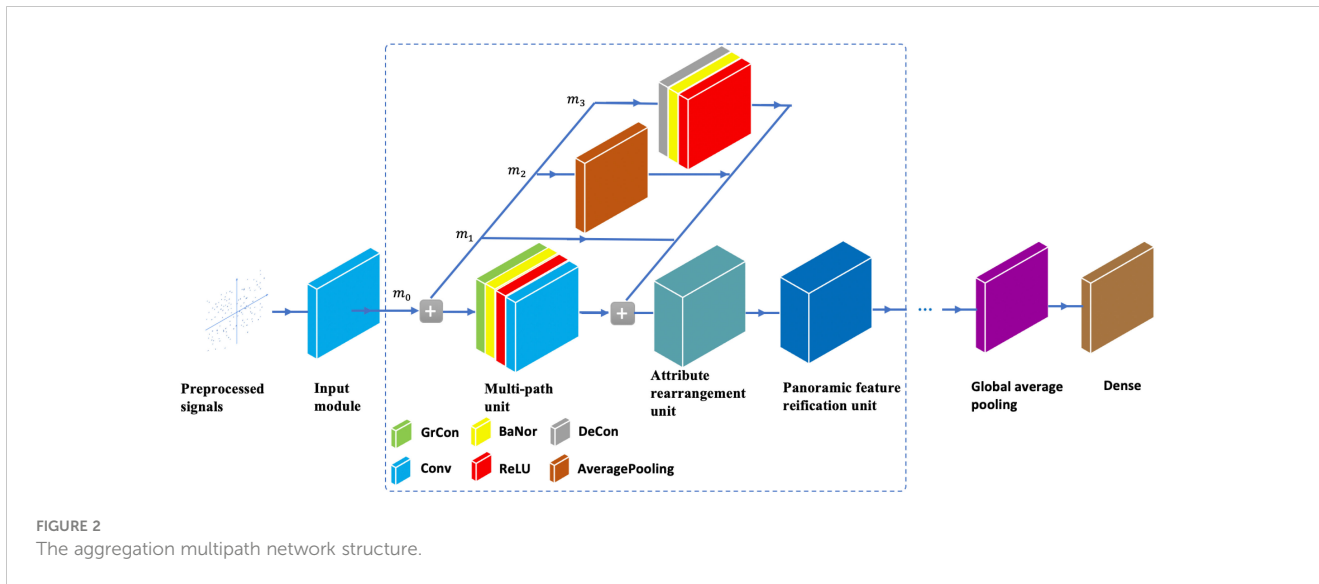 m3
m2
m1
m0
+
+
...
Preprocessed
signals
Input
module
Multi-path
unit
Attribute
rearrangement
unit
Panoramic feature
reification unit
Global average
pooling
Dense
GrCon
BaNor
DeCon
Conv
ReLU
AveragePooling
FIGURE 2
The aggregation multipath network structure.